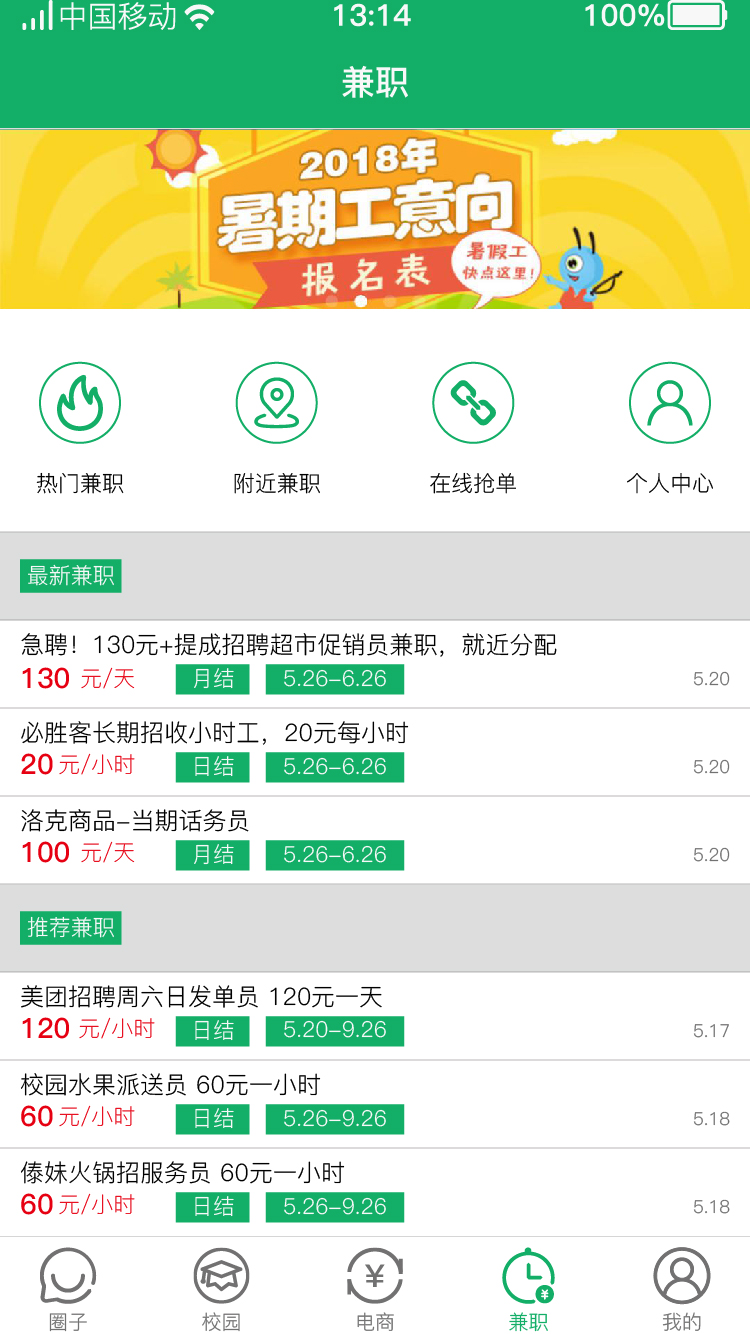 中国移动 13:14 100%
兼职
2018年
暑期工意向
报名表
暑假工
快点这里!
热门兼职 附近兼职 在线抢单 个人中心
最新兼职
急聘！130元+提成招聘超市促销员兼职，就近分配
130 元/天 月结 5.26-6.26 5.20
必胜客长期招收小时工，20元每小时
20 元/小时 日结 5.26-6.26 5.20
洛克商品-当期话务员
100 元/天 月结 5.26-6.26 5.20
推荐兼职
美团招聘周六日发单员 120元一天
120 元/小时 日结 5.20-9.26 5.17
校园水果派送员 60元一小时
60 元/小时 日结 5.26-9.26 5.18
傣妹火锅招服务员 60元一小时
60 元/小时 日结 5.26-9.26 5.18
¥ ¥
圈子 校园 电商 兼职 我的